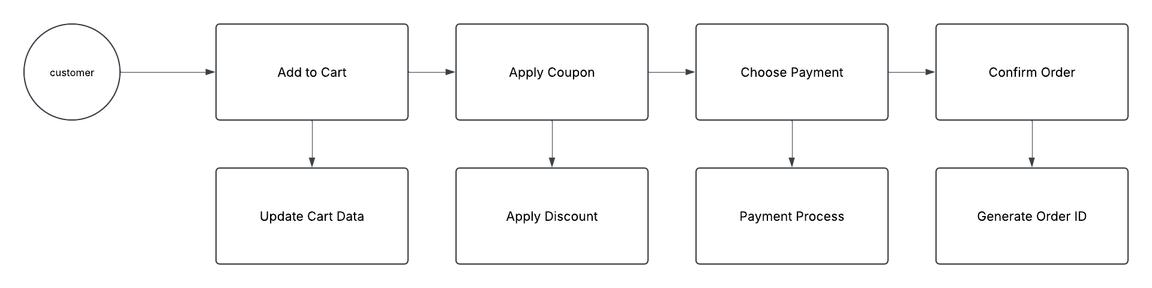 customer
Add to Cart
Apply Coupon
Choose Payment
Confirm Order
Update Cart Data
Apply Discount
Payment Process
Generate Order ID